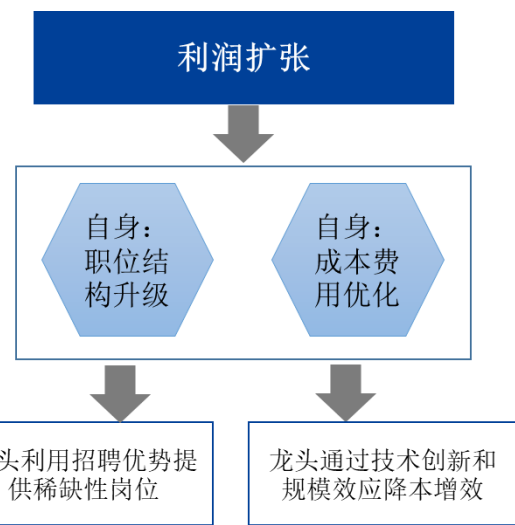 利润扩张
自身：
职位结
构升级
自身：
成本费
用优化
头利用招聘优势提
供稀缺性岗位
龙头通过技术创新和
规模效应降本增效